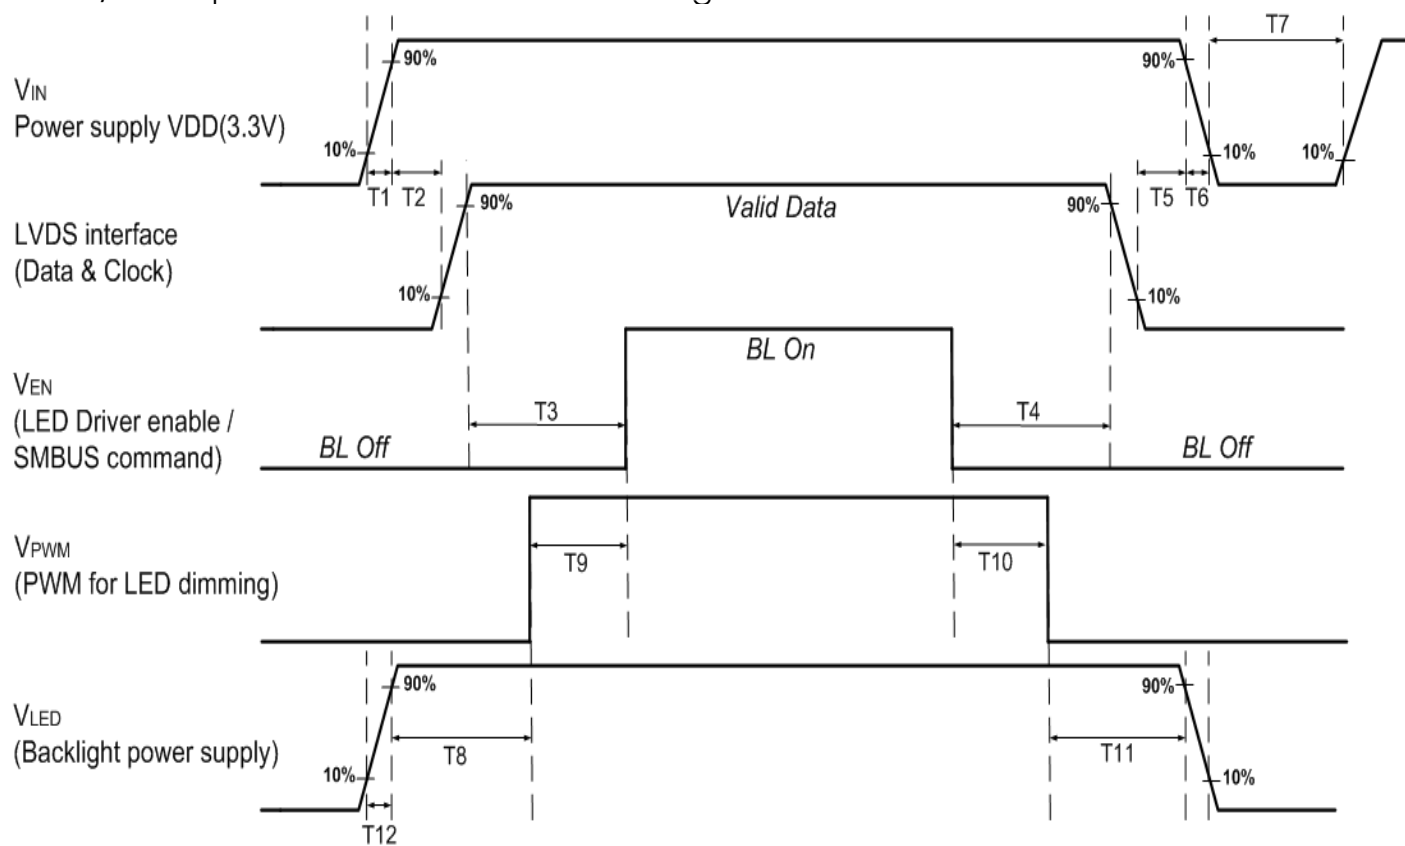 T7
90%
90%
VIN
Power supply VDD(3.3V)
10%
10%
10%
T1
T2
T5
T6
LVDS interface
(Data & Clock)
90%
Valid Data
90%
10%
10%
BL On
VEN
(LED Driver enable /
SMBUS command)
T3
T4
BL Off
BL Off
VPWM
(PWM for LED dimming)
T9
T10
90%
90%
VLED
(Backlight power supply)
T8
T11
10%
10%
T12